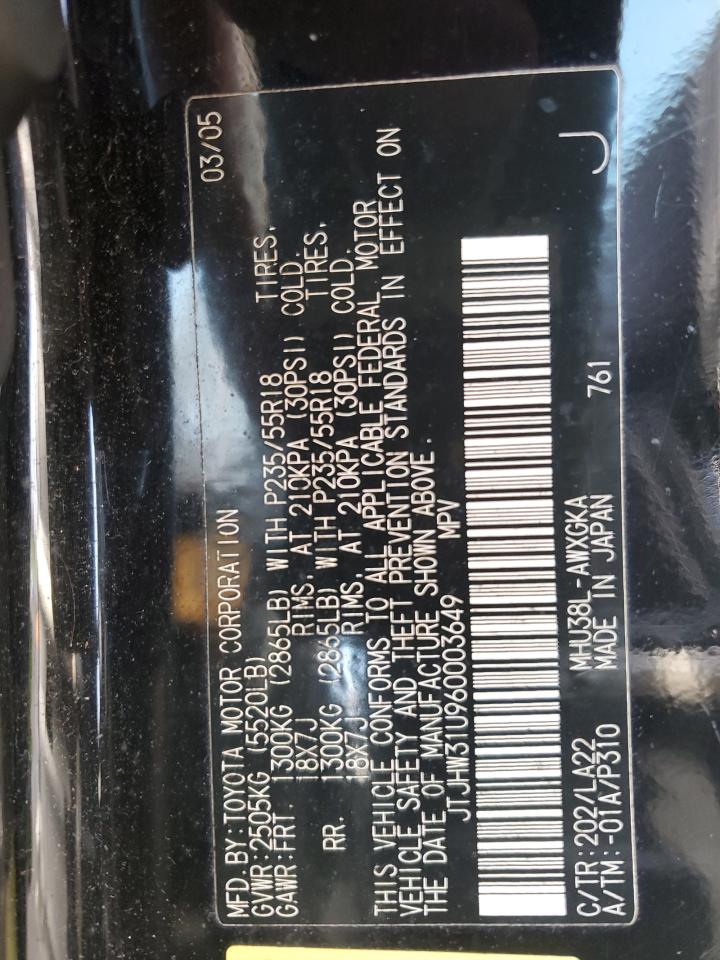 MFD.BY:TOYOTA MOTOR CORPORATION 03/05
GVWR:2505KG (5520LB)
GAWR:FRT. 1300KG (2865LB) WITH P235/55R18 TIRES,
18X7J RIMS, AT 210KPA (30PSI) COLD.
RR. 1300KG (2865LB) WITH P235/55R18 TIRES,
18X7J RIMS, AT 210KPA (30PSI) COLD.
THIS VEHICLE CONFORMS TO ALL APPLICABLE FEDERAL MOTOR
VEHICLE SAFETY AND THEFT PREVENTION STANDARDS IN EFFECT ON
THE DATE OF MANUFACTURE SHOWN ABOVE.
JTJHW31U960003649 MPV
C/TR:202/LA22 MHU38L-AWXGKA J
A/TM:-01A/P310 MADE IN JAPAN 761